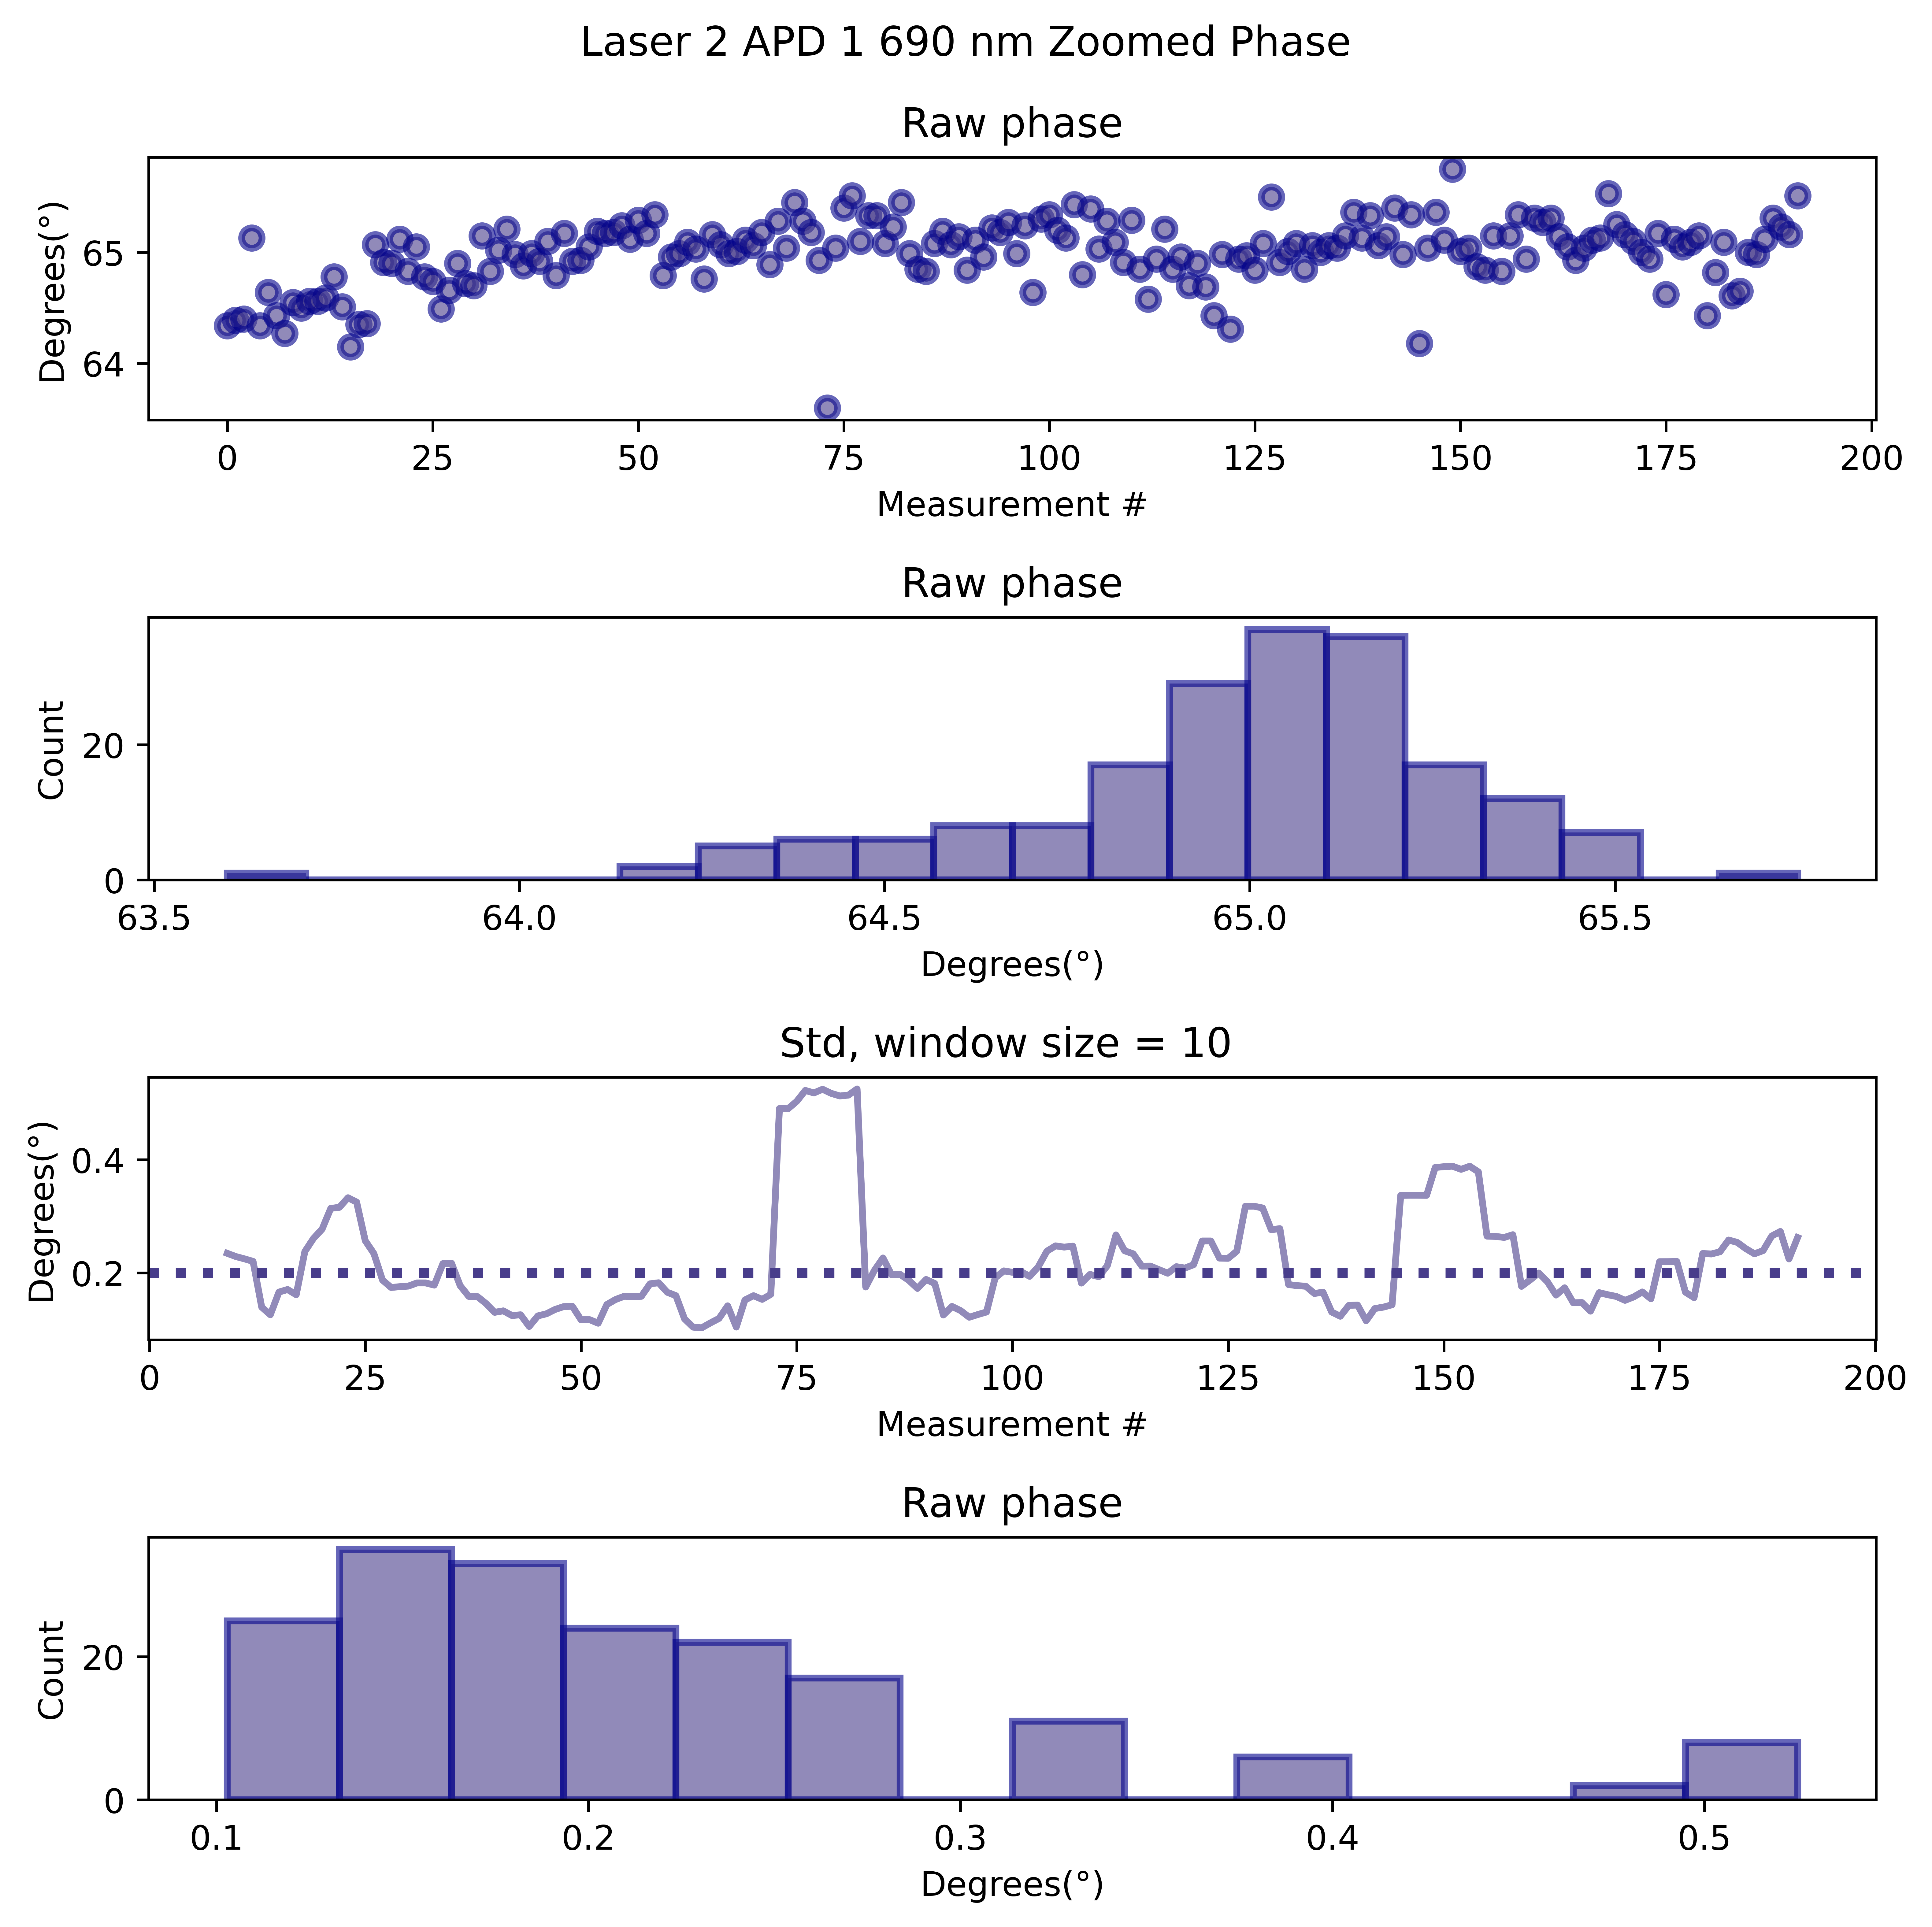 Laser 2 APD 1 690 nm Zoomed Phase
Raw phase
Degrees(°)
65
64
0 25 50 75 100 125 150 175 200
Measurement #
Raw phase
Count
20
0
63.5 64.0 64.5 65.0 65.5
Degrees(°)
Std, window size = 10
Degrees(°)
0.4
0.2
0 25 50 75 100 125 150 175 200
Measurement #
Raw phase
Count
20
0
0.1 0.2 0.3 0.4 0.5
Degrees(°)